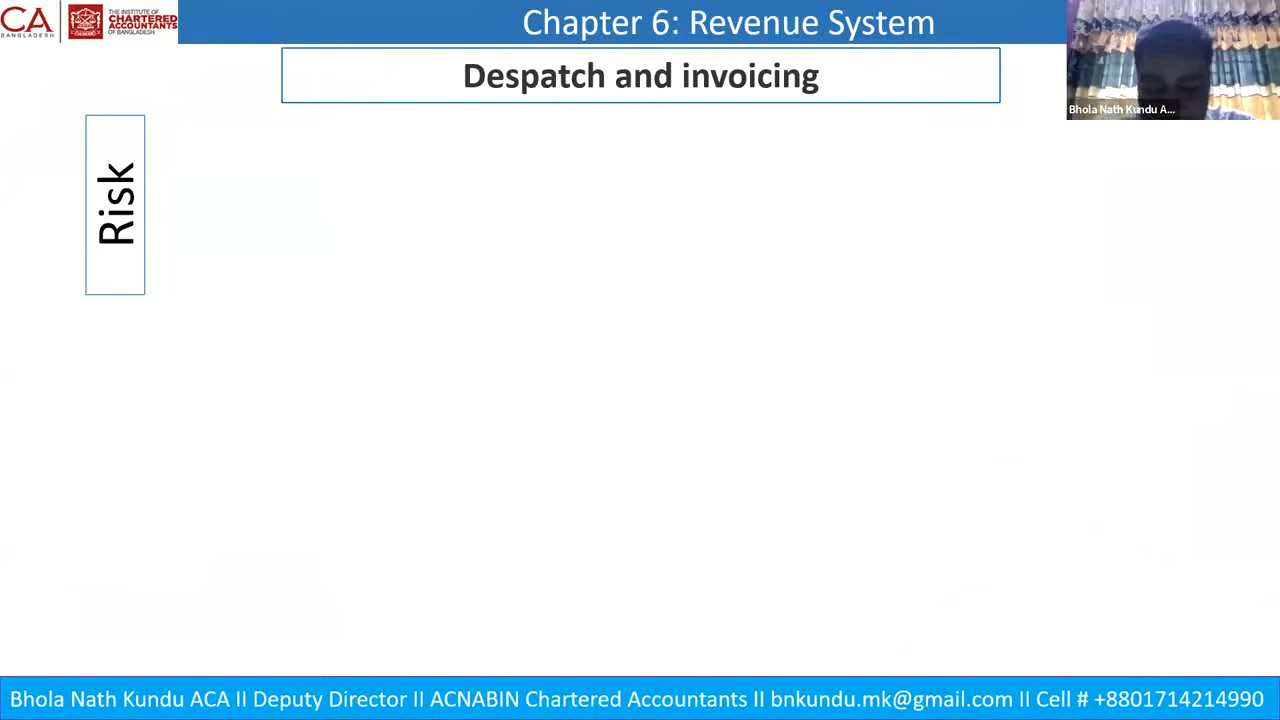 CA
BANGLADESH
THE INSTITUTE OF
CHARTERED
ACCOUNTANTS
OF BANGLADESH
Chapter 6: Revenue System
Despatch and invoicing
Bhola Nath Kundu A...
Risk
Bhola Nath Kundu ACA II Deputy Director II ACNABIN Chartered Accountants II bnkundu.mk@gmail.com II Cell # +8801714214990